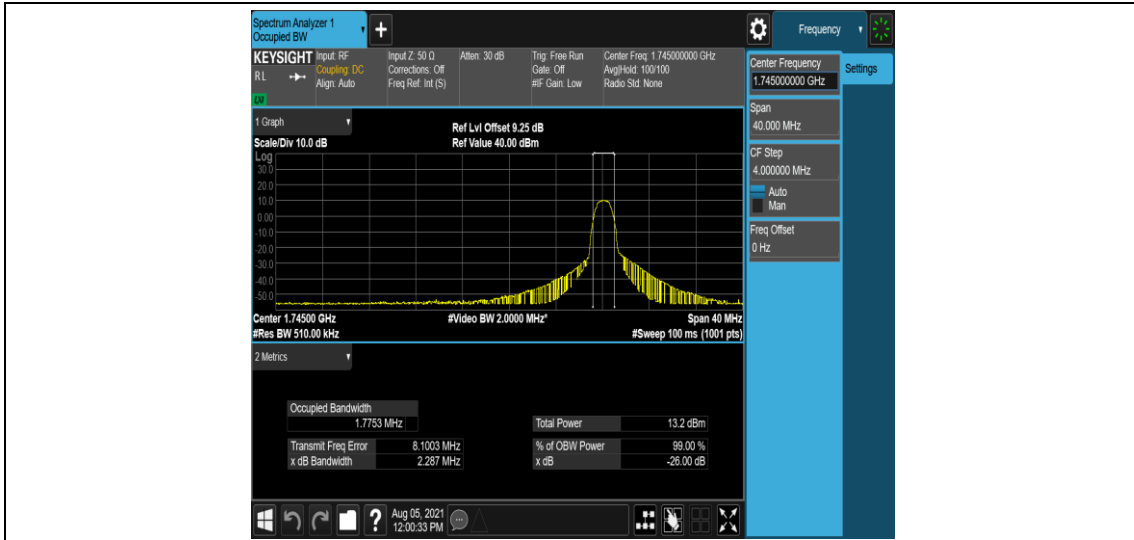 Spectrum Analyzer 1
Occupied BW
Frequency
KEYSIGHT
RL
Input: RF
Coupling: DC
Align: Auto
Input Z: 50 Ω
Corrections: Off
Freq Ref: Int (S)
Atten: 30 dB
Trig: Free Run
Gate: Off
#IF Gain: Low
Center Freq: 1.745000000 GHz
Avg|Hold: 100/100
Radio Std: None
Center Frequency
1.745000000 GHz
Settings
Span
40.000 MHz
CF Step
4.000000 MHz
Auto
Man
Freq Offset
0 Hz
1 Graph
Scale/Div 10.0 dB
Ref Lvl Offset 9.25 dB
Ref Value 40.00 dBm
Log
30.0
20.0
10.0
0.00
-10.0
-20.0
-30.0
-40.0
-50.0
Center 1.74500 GHz
#Video BW 2.0000 MHz*
Span 40 MHz
#Res BW 510.00 kHz
#Sweep 100 ms (1001 pts)
2 Metrics
Occupied Bandwidth
1.7753 MHz
Total Power 13.2 dBm
Transmit Freq Error 8.1003 MHz
% of OBW Power 99.00 %
x dB Bandwidth 2.287 MHz
x dB -26.00 dB
?
Aug 05, 2021
12:00:33 PM